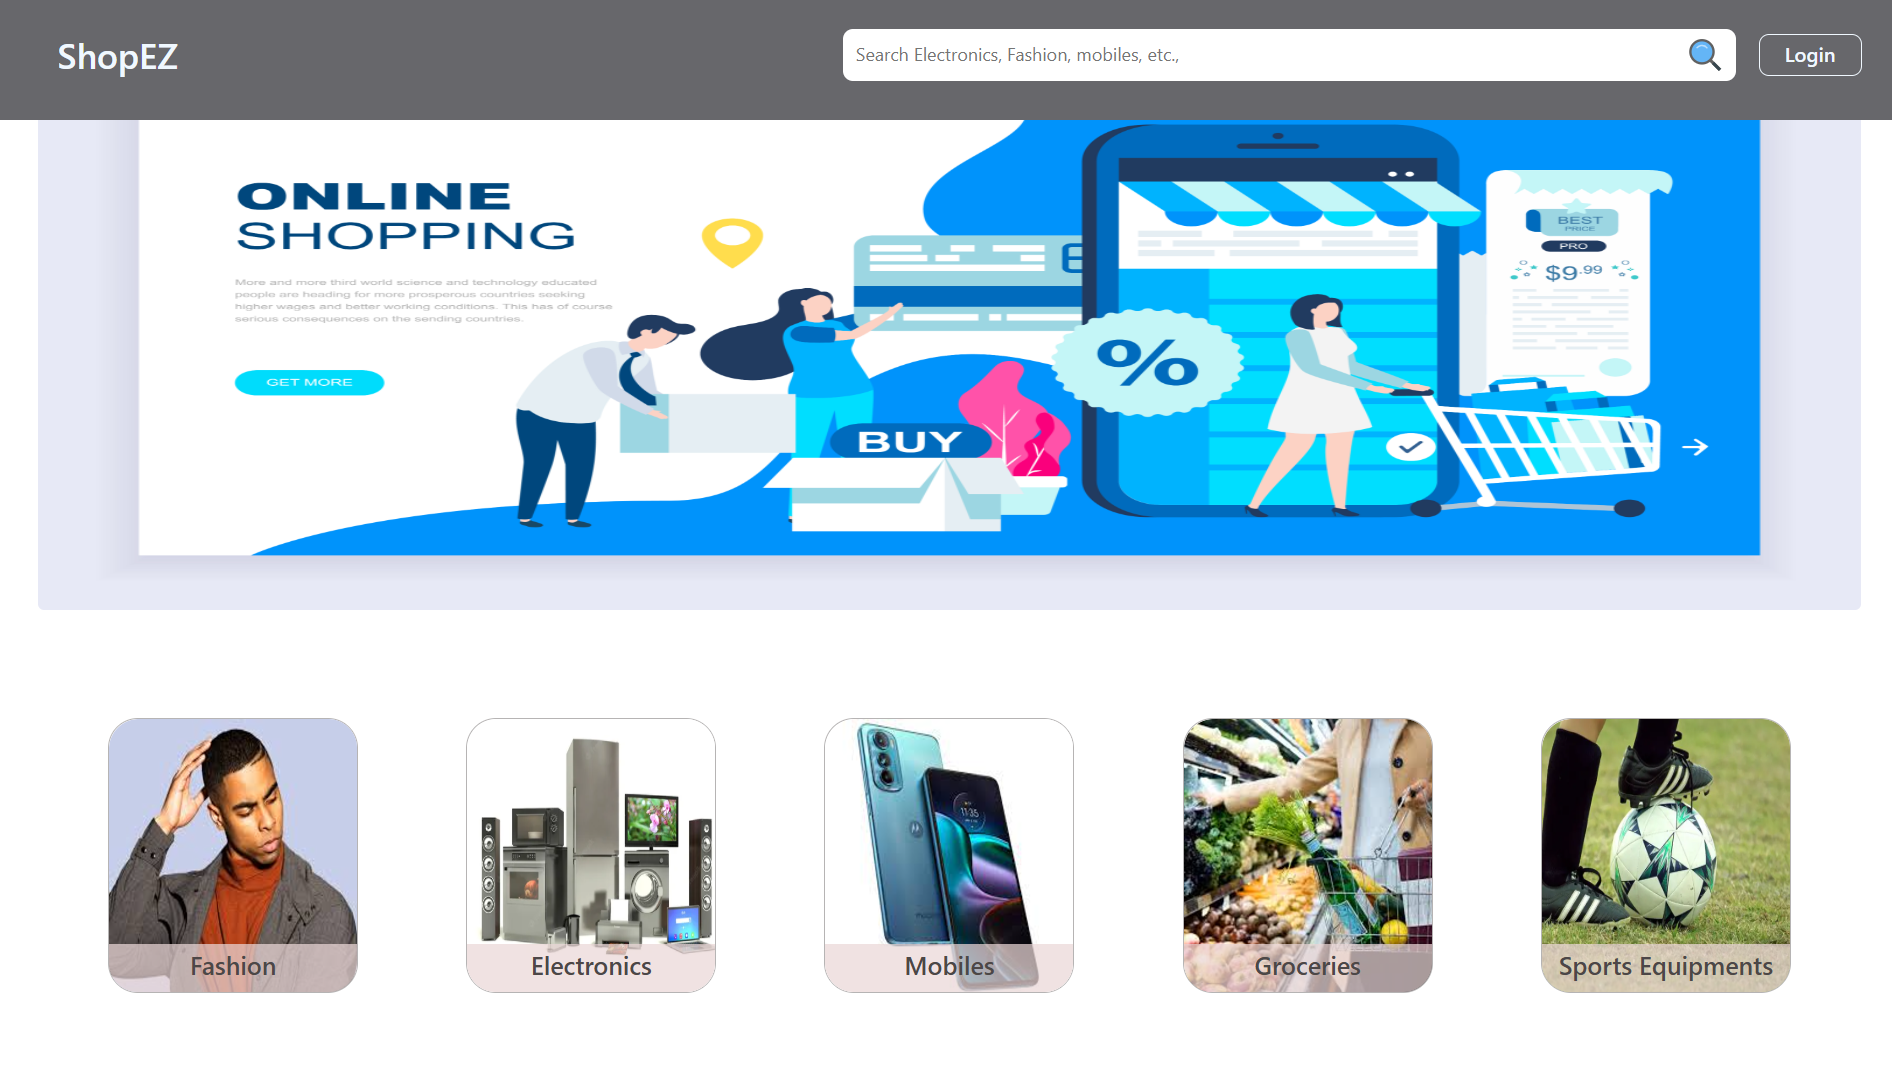 ShopEZ
Search Electronics, Fashion, mobiles, etc.,
Login
ONLINE
SHOPPING
More and more third world science and technology educated
people are heading for more prosperous countries seeking
higher wages and better working conditions. This has of course
serious consequences on the sending countries.
GET MORE
BEST
PRICE
PRO
$9.99
%
BUY
11:35
Fashion
Electronics
Mobiles
Groceries
Sports Equipments